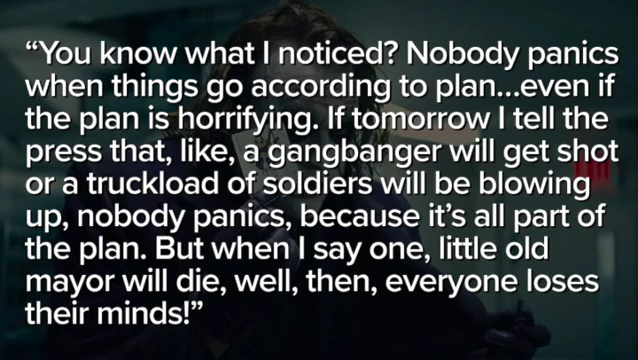 “You know what I noticed? Nobody panics
when things go according to plan...even if
the plan is horrifying. If tomorrow I tell the
press that, like, a gangbanger will get shot
or a truckload of soldiers will be blowing
up, nobody panics, because it’s all part of
the plan. But when I say one, little old
mayor will die, well, then, everyone loses
their minds!”